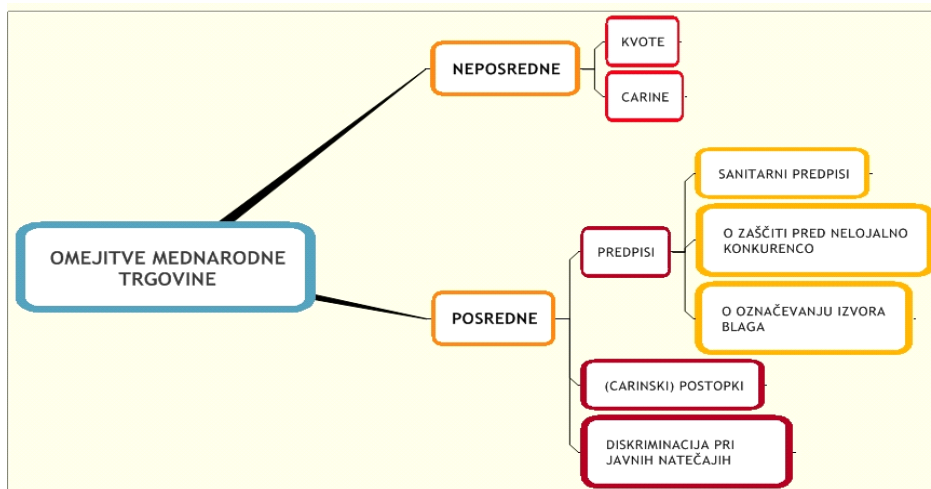 KVOTE
NEPOSREDNE
CARINE
SANITARNI PREDPISI
O ZAŠČITI PRED NELOJALNO
KONKURENCO
PREDPISI
OMEJITVE MEDNARODNE
TRGOVINE
O OZNAČEVANJU IZVORA
BLAGA
POSREDNE
(CARINSKI) POSTOPKI
DISKRIMINACIJA PRI
JAVNIH NATEČAJIH